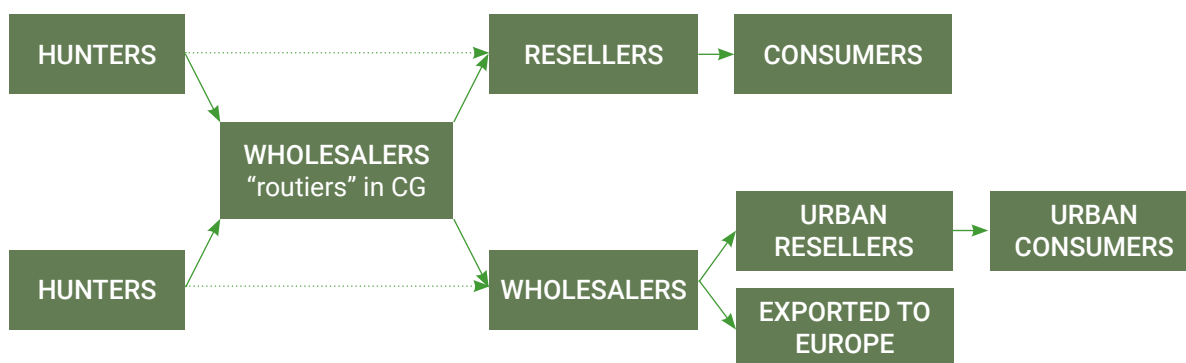 HUNTERS
RESELLERS
CONSUMERS
WHOLESALERS
“routiers” in CG
HUNTERS
WHOLESALERS
URBAN
RESELLERS
URBAN
CONSUMERS
EXPORTED TO
EUROPE